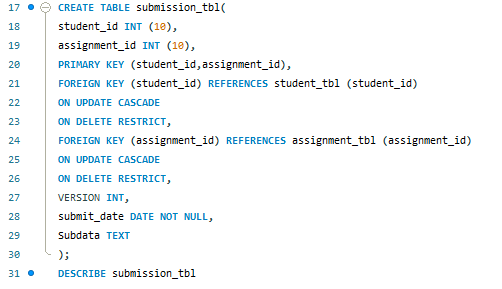 17 CREATE TABLE submission_tbl(
18 student_id INT (10),
19 assignment_id INT (10),
20 PRIMARY KEY (student_id,assignment_id),
21 FOREIGN KEY (student_id) REFERENCES student_tbl (student_id)
22 ON UPDATE CASCADE
23 ON DELETE RESTRICT,
24 FOREIGN KEY (assignment_id) REFERENCES assignment_tbl (assignment_id)
25 ON UPDATE CASCADE
26 ON DELETE RESTRICT,
27 VERSION INT,
28 submit_date DATE NOT NULL,
29 Subdata TEXT
30 );
31 DESCRIBE submission_tbl